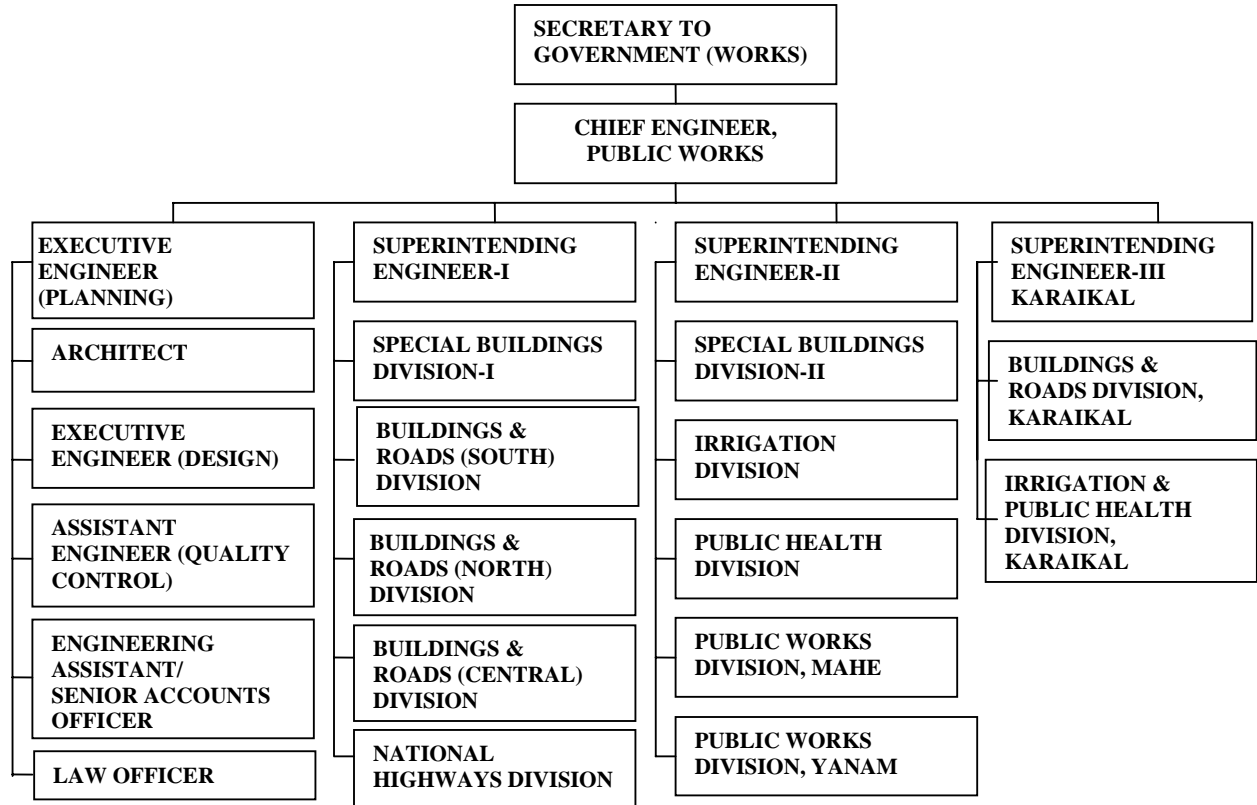 SECRETARY TO
GOVERNMENT (WORKS)
CHIEF ENGINEER,
PUBLIC WORKS
EXECUTIVE
ENGINEER
(PLANNING)
ARCHITECT
EXECUTIVE
ENGINEER (DESIGN)
ASSISTANT
ENGINEER (QUALITY
CONTROL)
ENGINEERING
ASSISTANT/
SENIOR ACCOUNTS
OFFICER
LAW OFFICER
SUPERINTENDING
ENGINEER-I
SPECIAL BUILDINGS
DIVISION-I
BUILDINGS &
ROADS (SOUTH)
DIVISION
BUILDINGS &
ROADS (NORTH)
DIVISION
BUILDINGS &
ROADS (CENTRAL)
DIVISION
NATIONAL
HIGHWAYS DIVISION
SUPERINTENDING
ENGINEER-II
SPECIAL BUILDINGS
DIVISION-II
IRRIGATION
DIVISION
PUBLIC HEALTH
DIVISION
PUBLIC WORKS
DIVISION, MAHE
PUBLIC WORKS
DIVISION, YANAM
SUPERINTENDING
ENGINEER-III
KARAIKAL
BUILDINGS &
ROADS DIVISION,
KARAIKAL
IRRIGATION &
PUBLIC HEALTH
DIVISION,
KARAIKAL